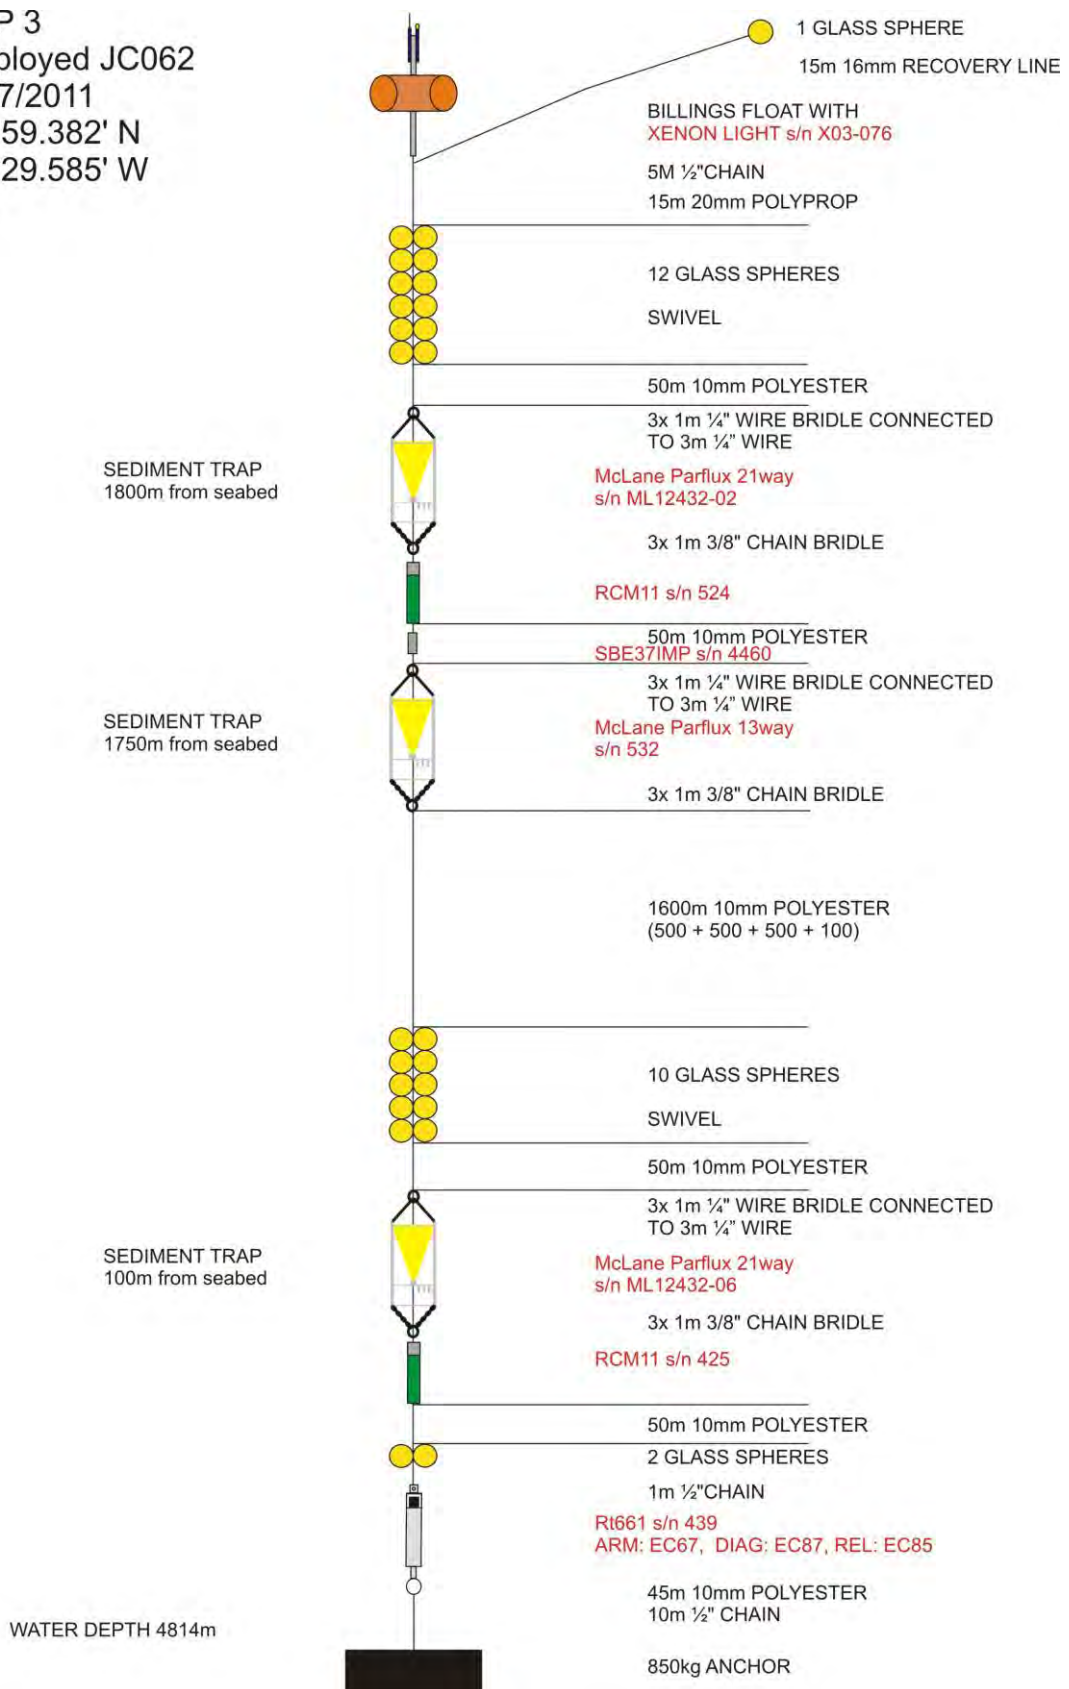 P 3
ployed JC062
7/2011
59.382' N
29.585' W
1 GLASS SPHERE
15m 16mm RECOVERY LINE
BILLINGS FLOAT WITH
XENON LIGHT s/n X03-076
5M ½"CHAIN
15m 20mm POLYPROP
12 GLASS SPHERES
SWIVEL
50m 10mm POLYESTER
3x 1m ¼" WIRE BRIDLE CONNECTED
TO 3m ¼" WIRE
SEDIMENT TRAP
1800m from seabed
McLane Parflux 21way
s/n ML12432-02
3x 1m 3/8" CHAIN BRIDLE
RCM11 s/n 524
50m 10mm POLYESTER
SBE37IMP s/n 4460
3x 1m ¼" WIRE BRIDLE CONNECTED
TO 3m ¼" WIRE
SEDIMENT TRAP
1750m from seabed
McLane Parflux 13way
s/n 532
3x 1m 3/8" CHAIN BRIDLE
1600m 10mm POLYESTER
(500 + 500 + 500 + 100)
10 GLASS SPHERES
SWIVEL
50m 10mm POLYESTER
3x 1m ¼" WIRE BRIDLE CONNECTED
TO 3m ¼" WIRE
SEDIMENT TRAP
100m from seabed
McLane Parflux 21way
s/n ML12432-06
3x 1m 3/8" CHAIN BRIDLE
RCM11 s/n 425
50m 10mm POLYESTER
2 GLASS SPHERES
1m ½"CHAIN
Rt661 s/n 439
ARM: EC67, DIAG: EC87, REL: EC85
45m 10mm POLYESTER
10m ½" CHAIN
WATER DEPTH 4814m
850kg ANCHOR